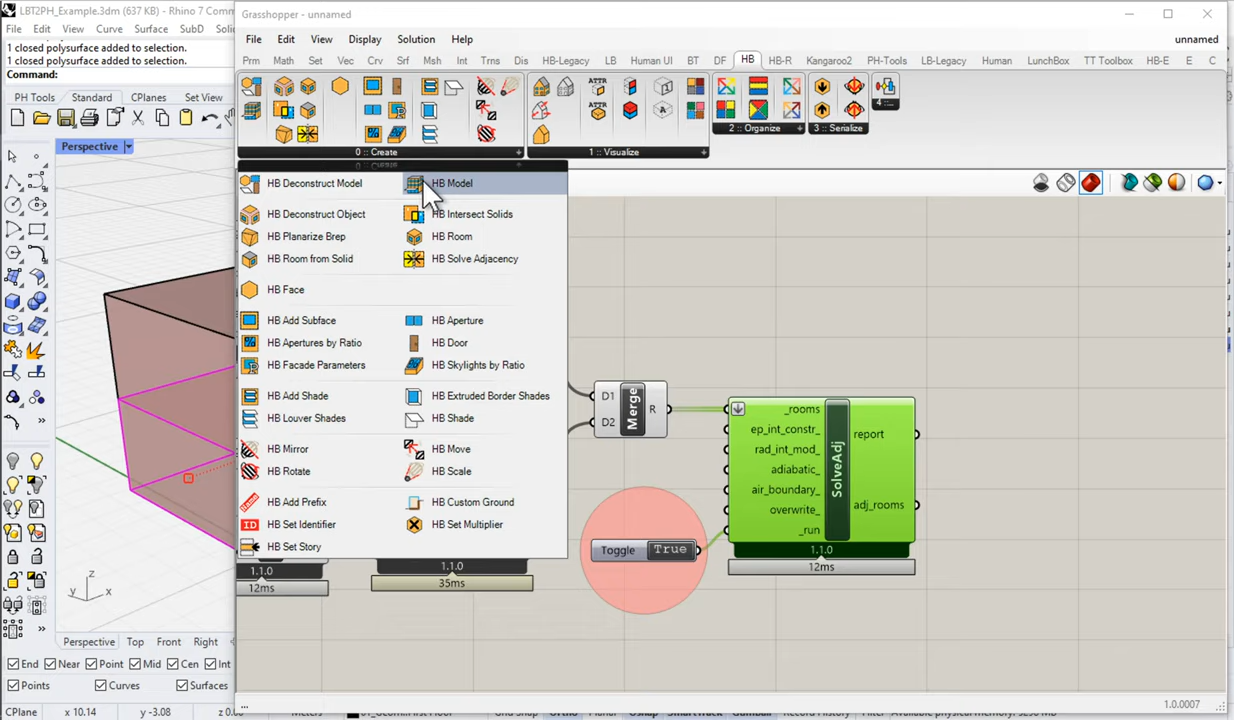 LBT2PH_Example.3dm (637 KB) - Rhino 7 Comm
File Edit View Curve Surface SubD Soli
1 closed polysurface added to selection.
1 closed polysurface added to selection.
Command:
PH Tools Standard CPlanes Set View
Perspective
Grasshopper - unnamed
File Edit View Display Solution Help
unnamed
Prm Math Set Vec Crv Srf Msh Int Trns Dis HB-Legacy LB Human UI BT DF HB HB-R Kangaroo2 PH-Tools LB-Legacy Human LunchBox TT Toolbox HB-E E C
ATTR
ATTR
A
4 ...
2 :: Organize
3 :: Serialize
0 :: Create
1 :: Visualize
HB Deconstruct Model HB Model
HB Deconstruct Object HB Intersect Solids
HB Planarize Brep HB Room
HB Room from Solid HB Solve Adjacency
HB Face
HB Add Surface HB Aperture
HB Apertures by Ratio HB Door
HB Facade Parameters HB Skylights by Ratio
HB Add Shade HB Extruded Border Shades
HB Louver Shades HB Shade
HB Mirror HB Move
HB Rotate HB Scale
HB Add Prefix HB Custom Ground
ID HB Set Identifier HB Set Multiplier
HB Set Story
D1
D2
Merge
R
_rooms
ep_int_constr_
rad_int_mod_
adiabatic_
air_boundary_
overwrite_
_run
solveAdj
report
adj_rooms
1.1.0
12ms
Toggle True
1.1.0
12ms
1.1.0
35ms
z
y
x
Perspective Top Front Right
End Near Point Mid Cen Int
Points Curves Surfaces
...
1.0.0007
CPlane x 10.14 y -3.08 z 0.00